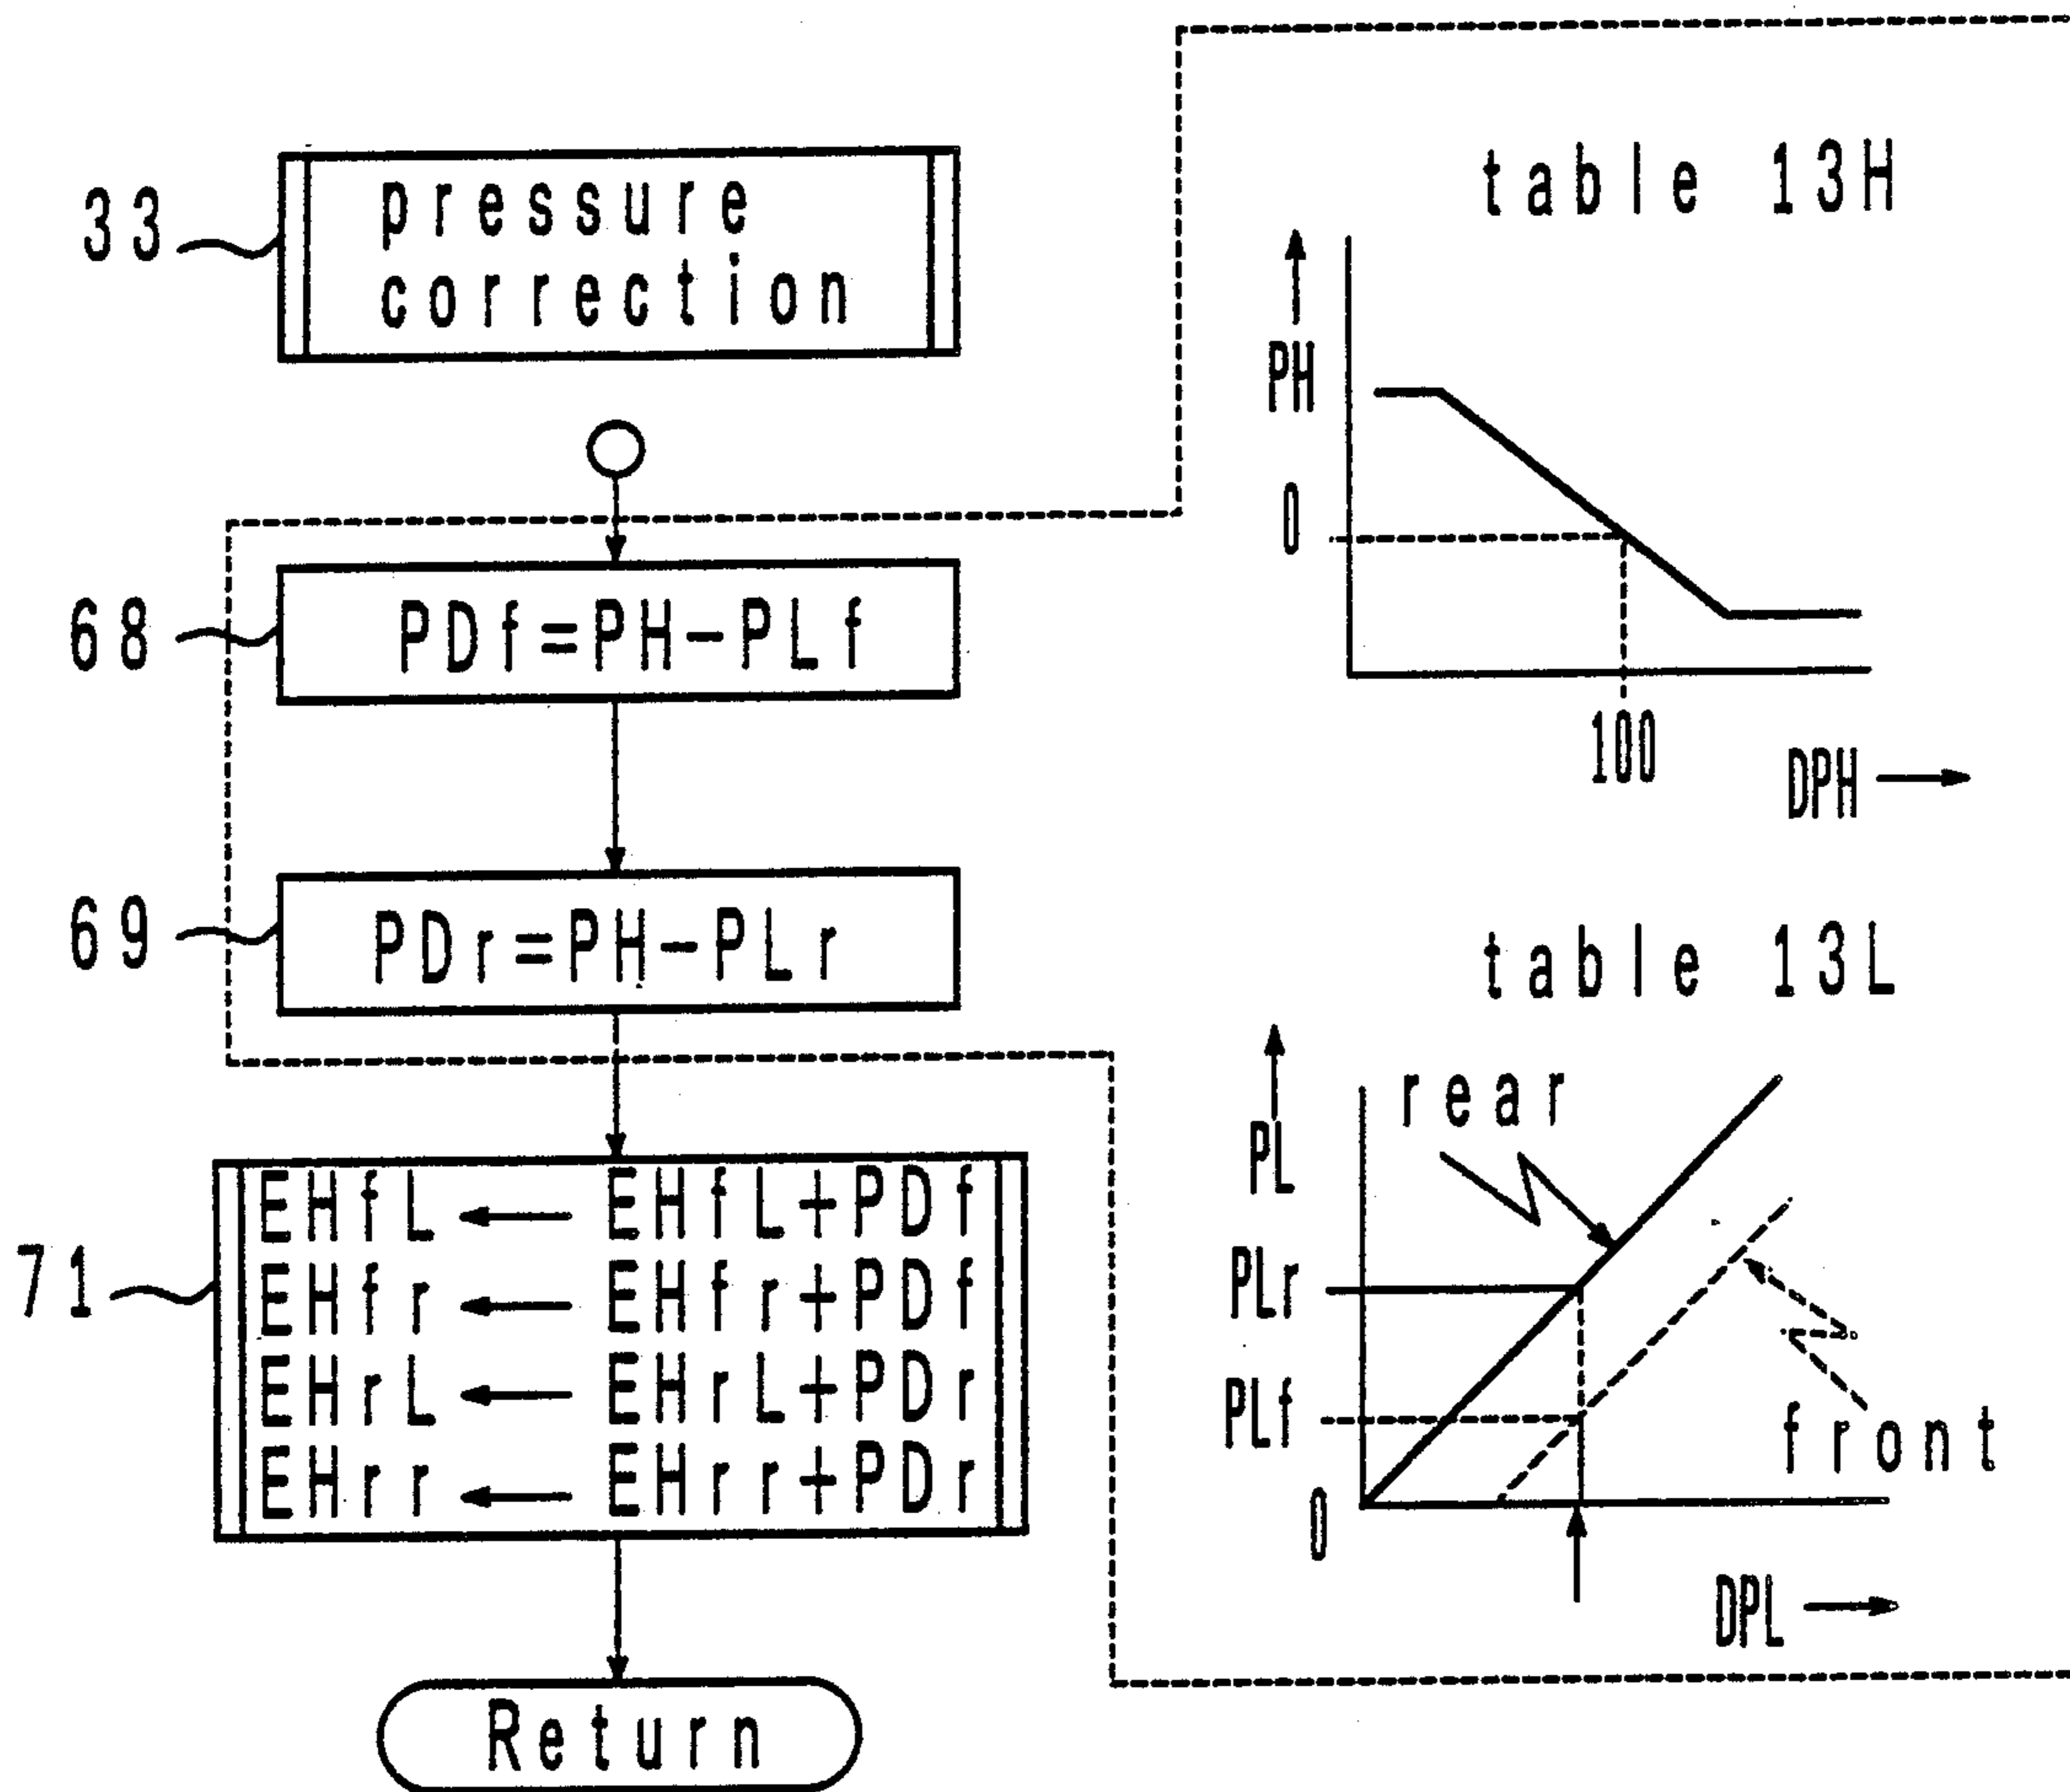 33
pressure
correction
68
PDf=PH-PLf
69
PDr=PH-PLr
71
EHfL ← EHfL+PDf
EHfr ← EHfr+PDf
EHrL ← EHrL+PDr
EHrr ← EHrr+PDr
Return
table 13H
PH
0
100
DPH
table 13L
rear
PL
PLr
PLf
front
0
DPL